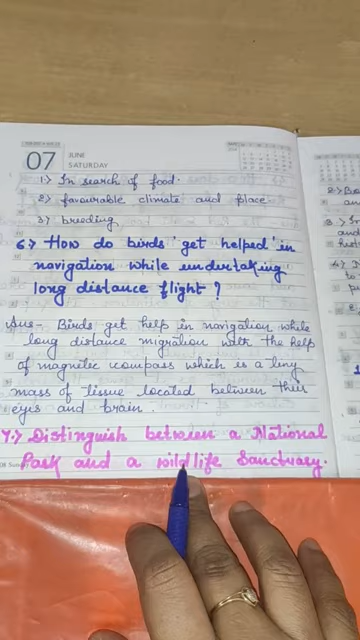 07
JUNE
SATURDAY
1.) In search of food.
2) favourable climate and place
3) breeding
6.) How do birds 'get helped' in
navigation while undertaking
long distance flight ?
Ans - Birds get help in navigation while
long distance migration with the help
of magnetic compass which is a tiny
mass of tissue located between their
eyes and brain.
7.) Distinguish between a National
Park and a wildlife Sanctuary.